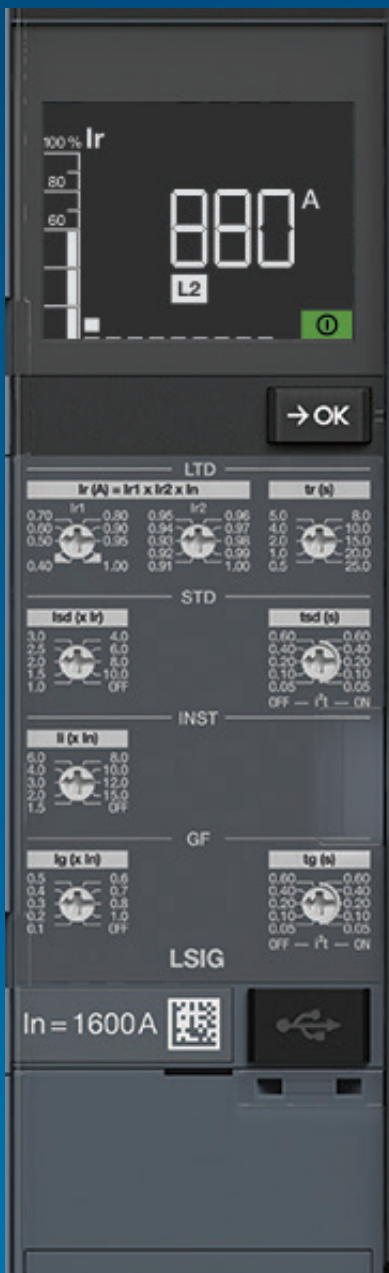 100 % Ir
80
60
880 A
L2
→OK
LTD
Ir (A) = Ir1 x Ir2 x In
tr (s)
Ir1
Ir2
0.70 0.80 0.95 0.96 5.0 8.0
0.60 0.90 0.94 0.97 4.0 10.0
0.50 0.95 0.93 0.98 2.0 15.0
0.92 0.99 1.0 20.0
0.40 1.00 0.91 1.00 0.5 25.0
STD
Isd (x Ir) tsd (s)
3.0 4.0 0.60 0.60
2.5 6.0 0.40 0.40
2.0 8.0 0.20 0.20
1.5 10.0 0.10 0.10
1.0 OFF 0.05 0.05
OFF — I²t — ON
INST
Ii (x In)
6.0 8.0
4.0 10.0
3.0 12.0
2.0 15.0
1.5 OFF
GF
Ig (x In) tg (s)
0.5 0.6 0.60 0.60
0.4 0.7 0.40 0.40
0.3 0.8 0.20 0.20
0.2 1.0 0.10 0.10
0.1 OFF 0.05 0.05
OFF — I²t — ON
LSIG
In = 1600 A